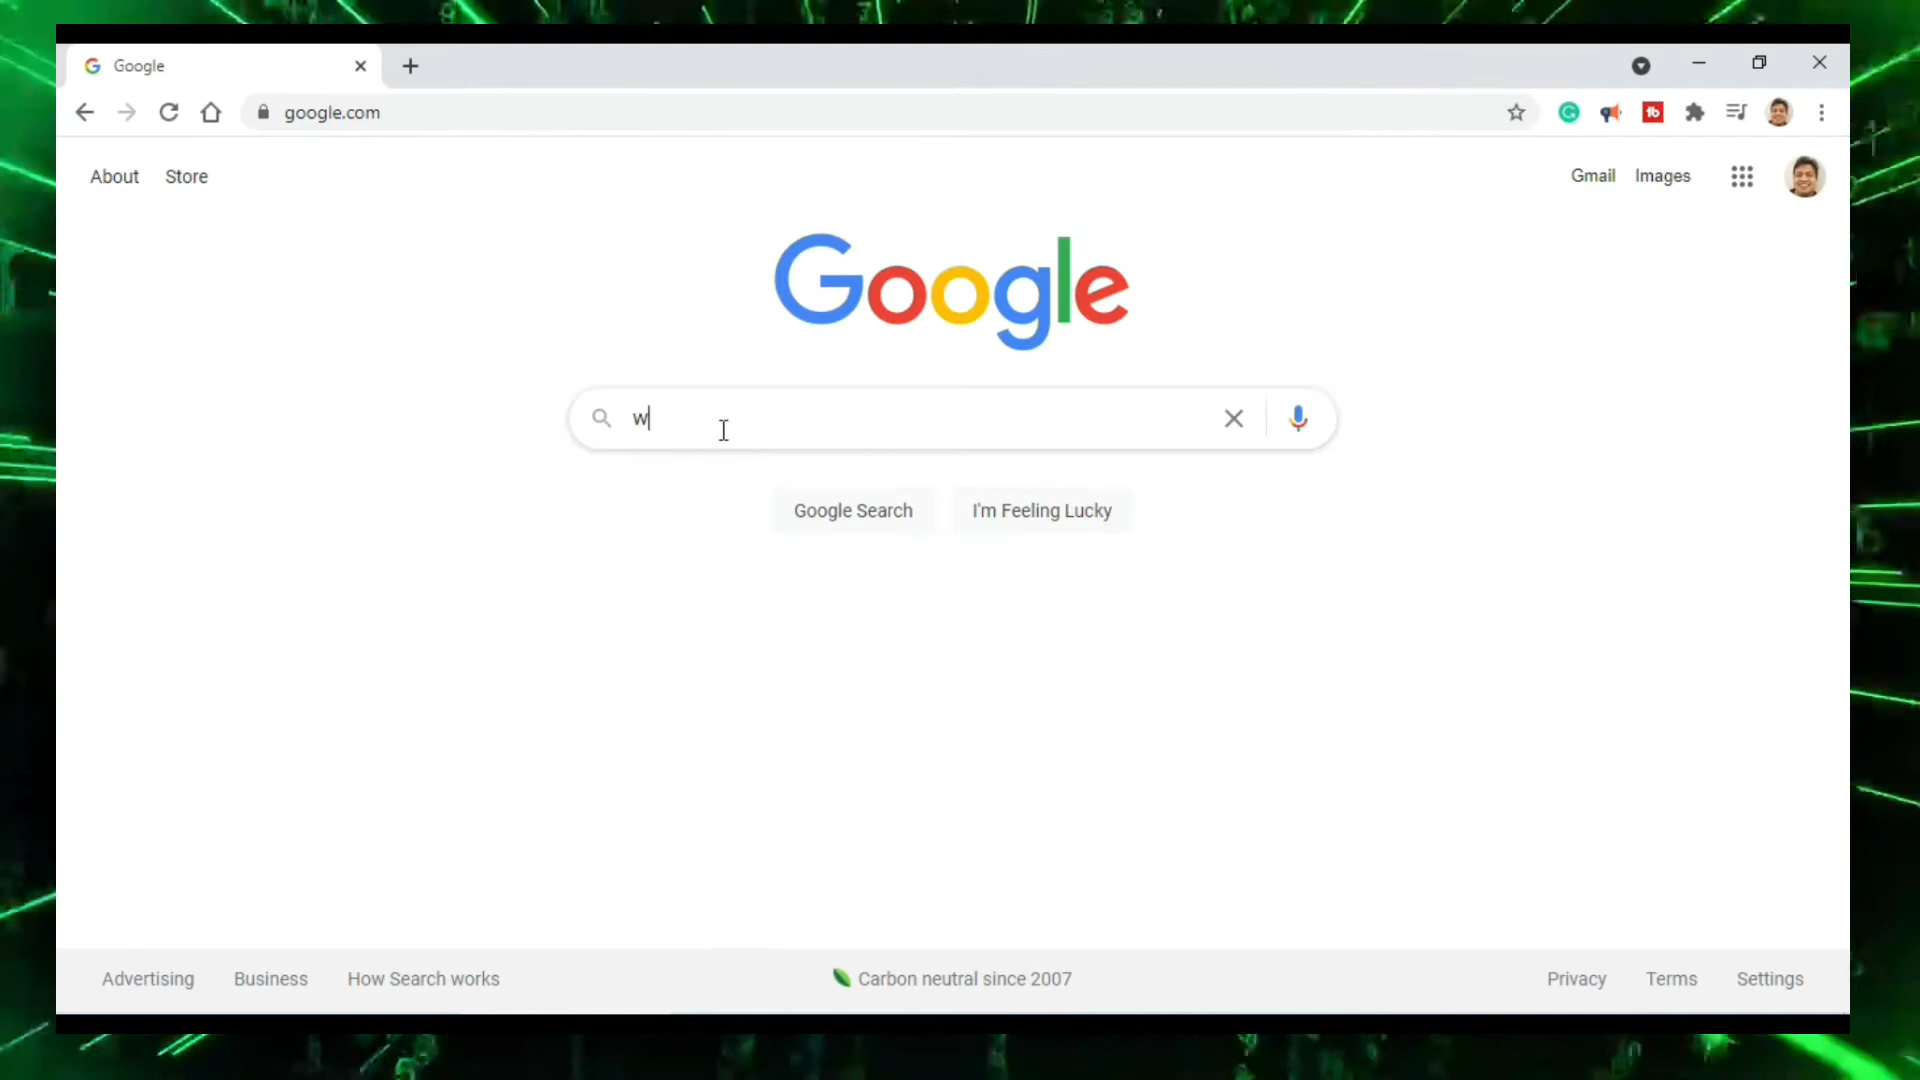 Google
google.com
About Store
Gmail Images
Google
w
Google Search I'm Feeling Lucky
Advertising Business How Search works
Carbon neutral since 2007
Privacy Terms Settings